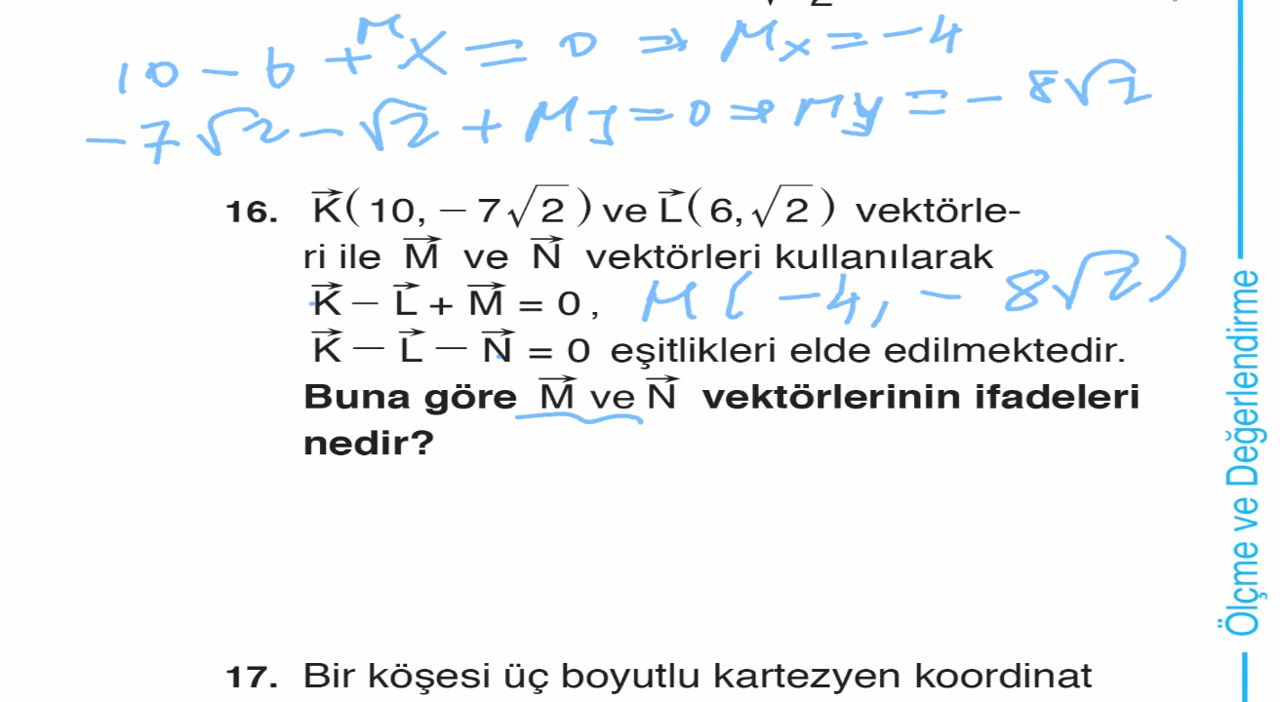 10 - 6 + Mx = 0 ⇒ Mx = -4
-7√2 - √2 + My = 0 ⇒ My = - 8√2
16. K⃗(10, – 7√2) ve L⃗(6, √2) vektörle-
ri ile M⃗ ve N⃗ vektörleri kullanılarak
K⃗ – L⃗ + M⃗ = 0, M(-4, - 8√2)
K⃗ – L⃗ – N⃗ = 0 eşitlikleri elde edilmektedir.
Buna göre M⃗ ve N⃗ vektörlerinin ifadeleri
nedir?
17. Bir köşesi üç boyutlu kartezyen koordinat
Ölçme ve Değerlendirme